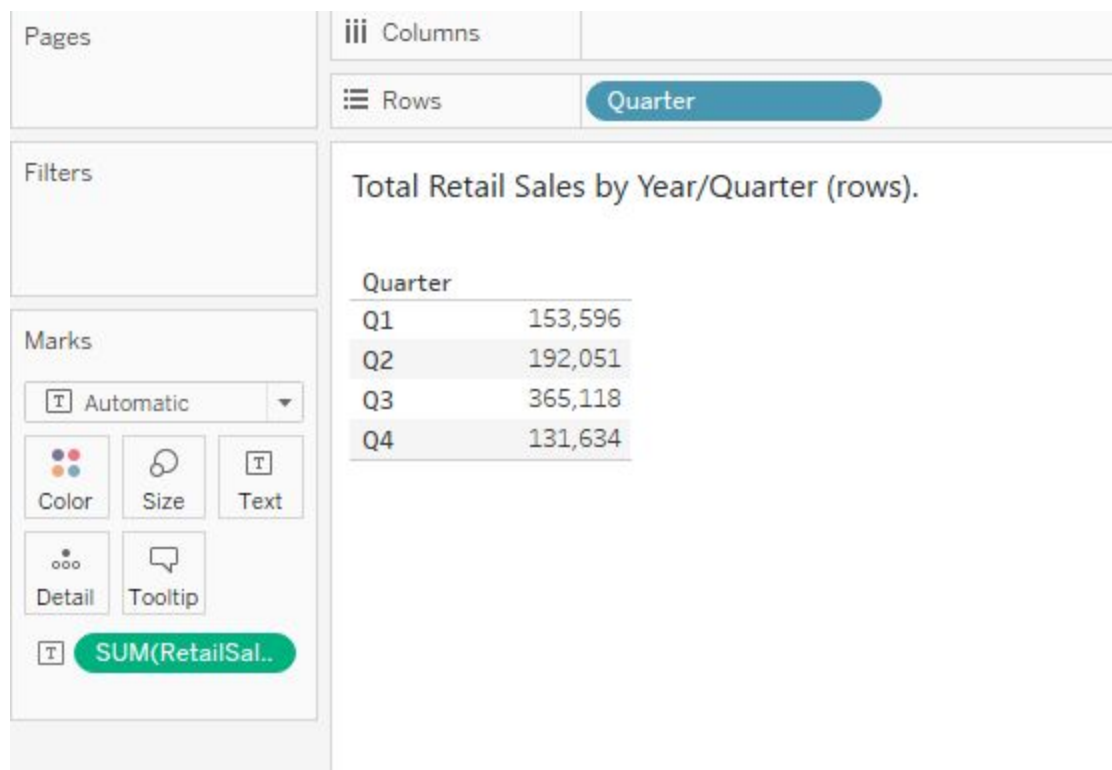 Pages
Columns
Rows
Quarter
Filters
Total Retail Sales by Year/Quarter (rows).
Quarter
Q1 153,596
Q2 192,051
Q3 365,118
Q4 131,634
Marks
T Automatic
Color Size T Text
Detail Tooltip
T SUM(RetailSal..